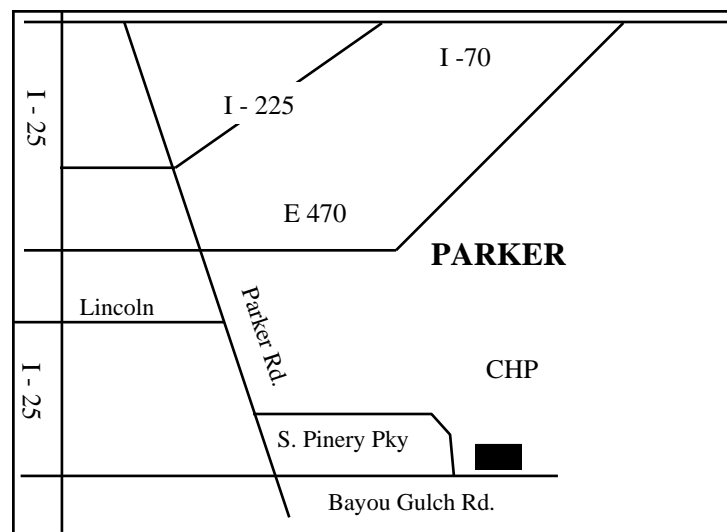 I -70
I - 25
I - 225
E 470
PARKER
Lincoln
Parker Rd.
I - 25
CHP
S. Pinery Pky
Bayou Gulch Rd.